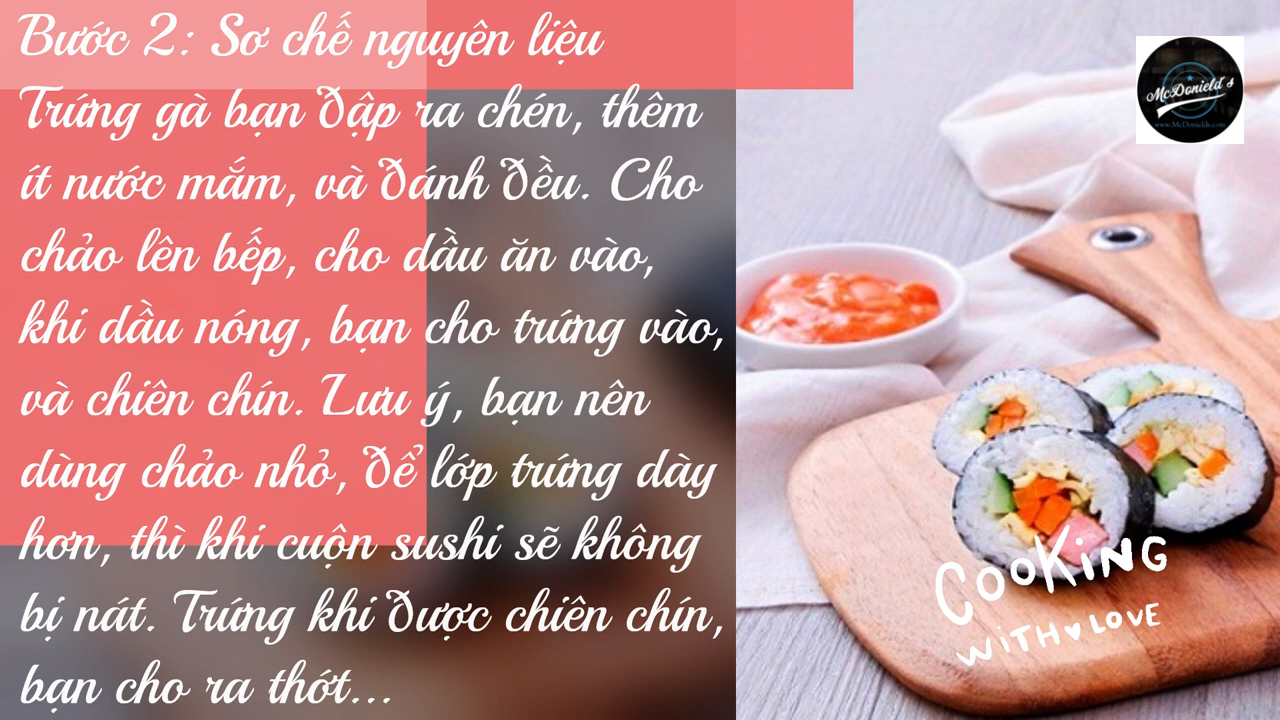 Bước 2: Sơ chế nguyên liệu
Trứng gà bạn đập ra chén, thêm
ít nước mắm, và đánh đều. Cho
chảo lên bếp, cho dầu ăn vào,
khi dầu nóng, bạn cho trứng vào,
và chiên chín. Lưu ý, bạn nên
dùng chảo nhỏ, để lớp trứng dày
hơn, thì khi cuộn sushi sẽ không
bị nát. Trứng khi được chiên chín,
bạn cho ra thớt...
McDonield's
www.McDonields.com
COOKING
WITH ♥ LOVE